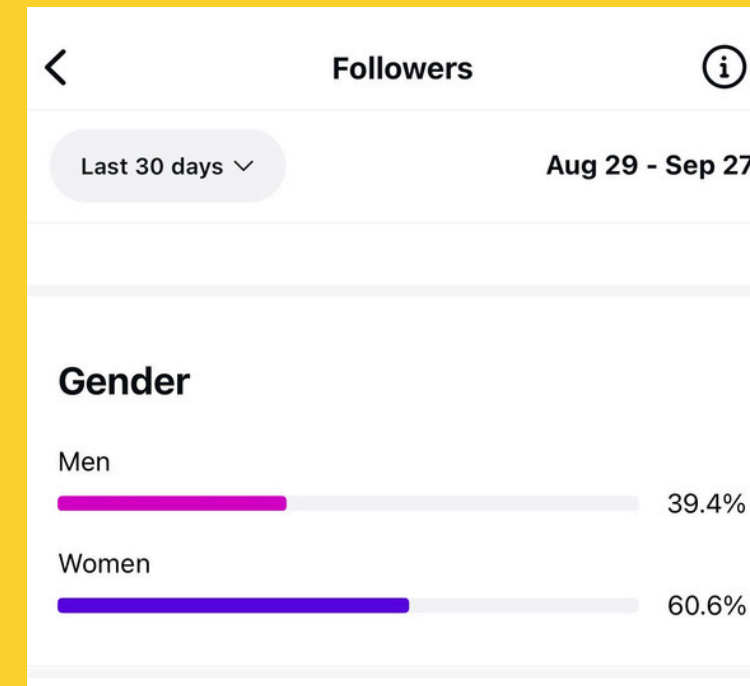 Followers
Last 30 days
Aug 29 - Sep 27
Gender
Men
39.4%
Women
60.6%